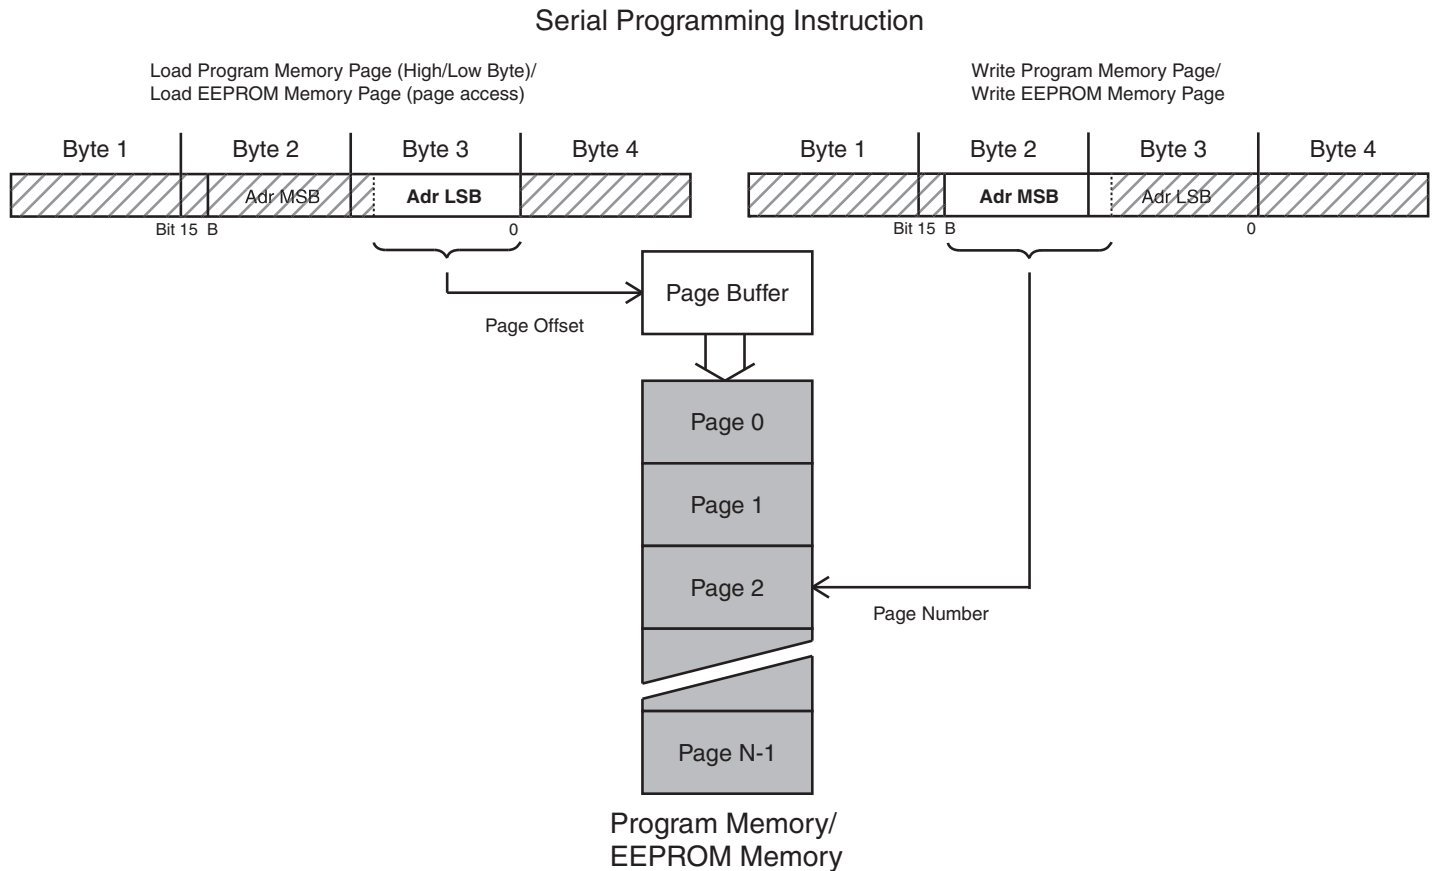 Serial Programming Instruction
Load Program Memory Page (High/Low Byte)/
Load EEPROM Memory Page (page access)
Write Program Memory Page/
Write EEPROM Memory Page
Byte 1 Byte 2 Byte 3 Byte 4
Byte 1 Byte 2 Byte 3 Byte 4
Adr MSB Adr LSB
Adr MSB Adr LSB
Bit 15 B 0
Bit 15 B 0
Page Buffer
Page Offset
Page 0
Page 1
Page 2
Page Number
Page N-1
Program Memory/
EEPROM Memory